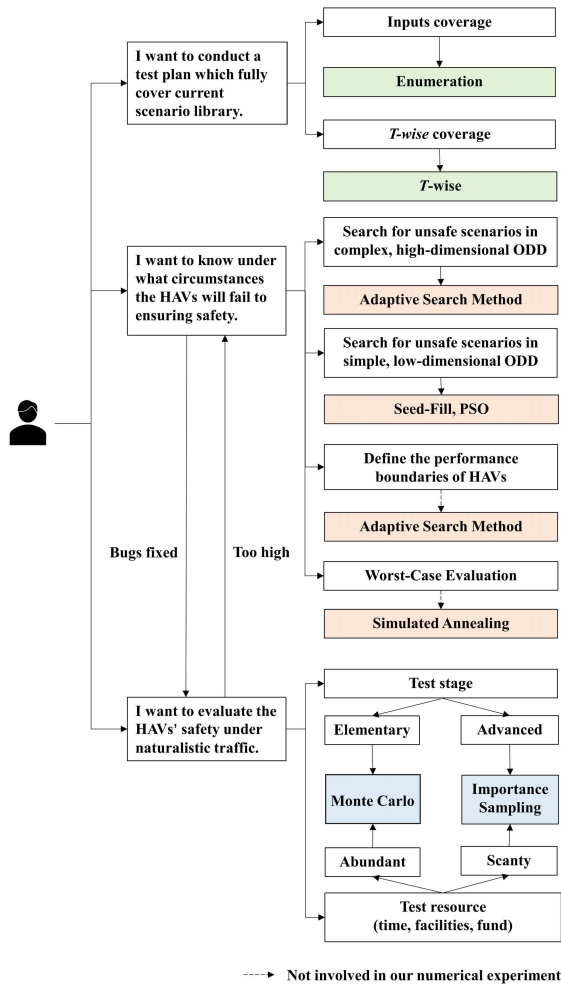 I want to conduct a
test plan which fully
cover current
scenario library.
Inputs coverage
Enumeration
T-wise coverage
T-wise
I want to know under
what circumstances
the HAVs will fail to
ensuring safety.
Search for unsafe scenarios in
complex, high-dimensional ODD
Adaptive Search Method
Search for unsafe scenarios in
simple, low-dimensional ODD
Seed-Fill, PSO
Define the performance
boundaries of HAVs
Adaptive Search Method
Worst-Case Evaluation
Simulated Annealing
Bugs fixed
Too high
I want to evaluate the
HAVs' safety under
naturalistic traffic.
Test stage
Elementary
Advanced
Monte Carlo
Importance
Sampling
Abundant
Scanty
Test resource
(time, facilities, fund)
Not involved in our numerical experiment